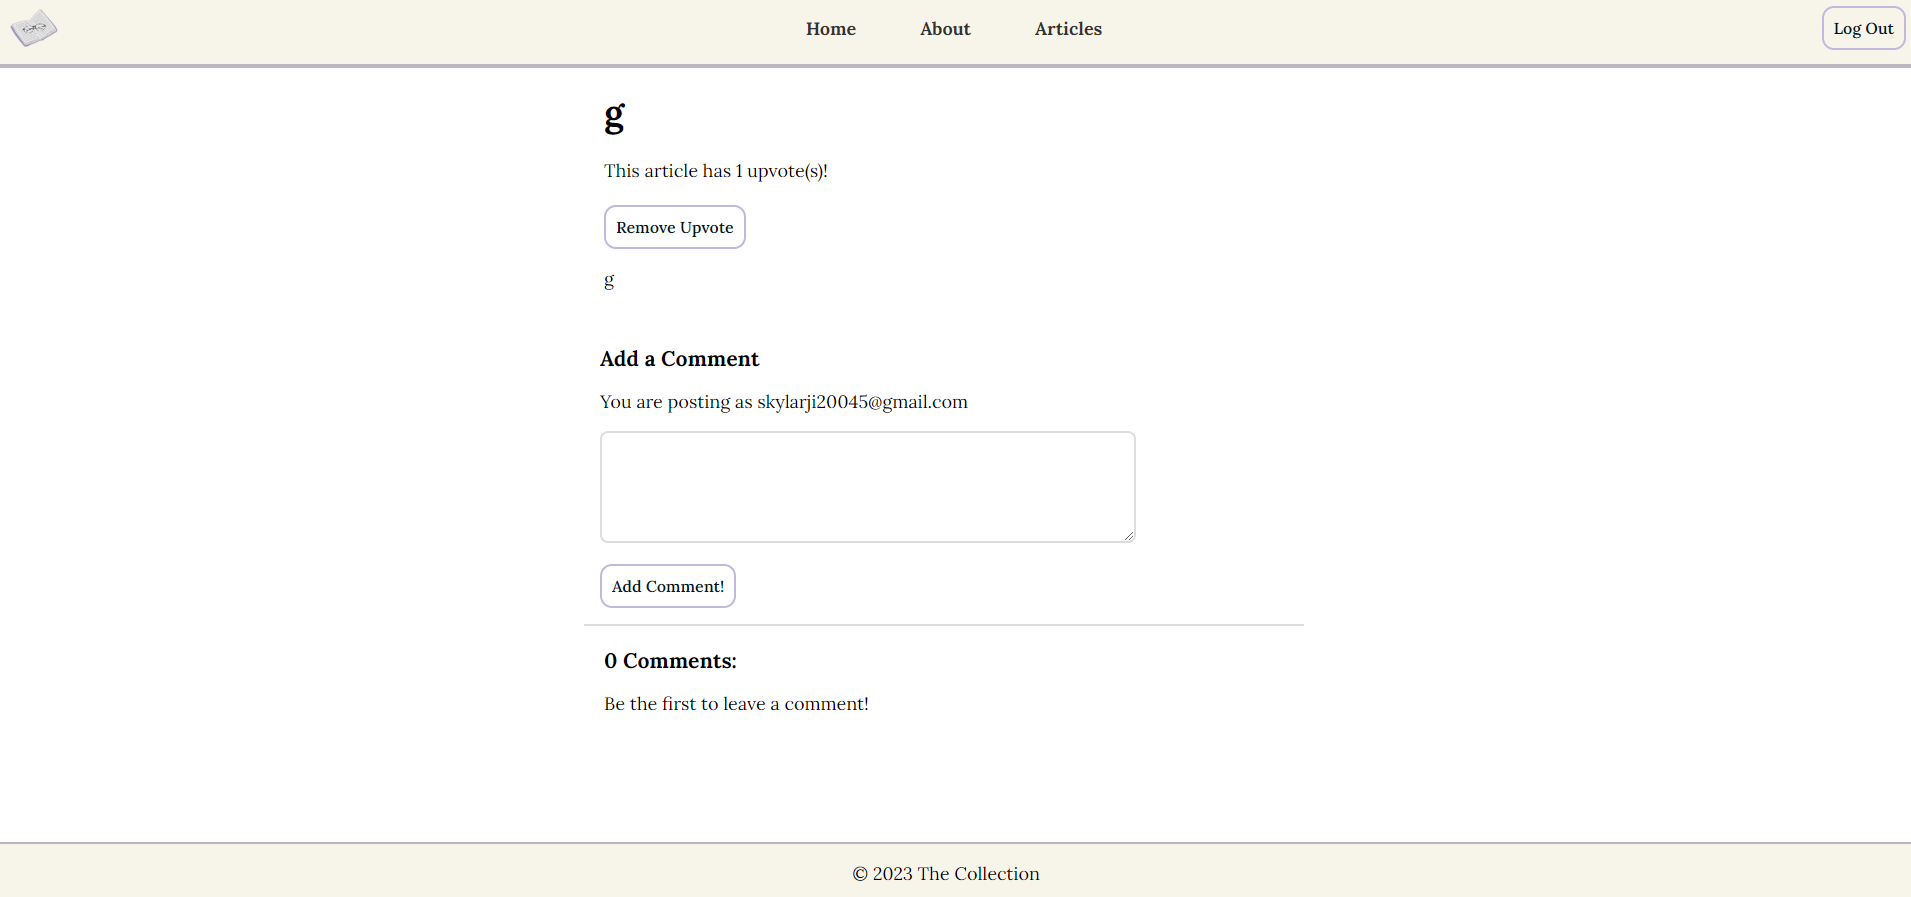 Home About Articles Log Out
g
This article has 1 upvote(s)!
Remove Upvote
g
Add a Comment
You are posting as skylarji20045@gmail.com
Add Comment!
0 Comments:
Be the first to leave a comment!
© 2023 The Collection